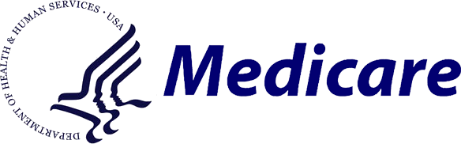 DEPARTMENT OF HEALTH & HUMAN SERVICES · USA
Medicare